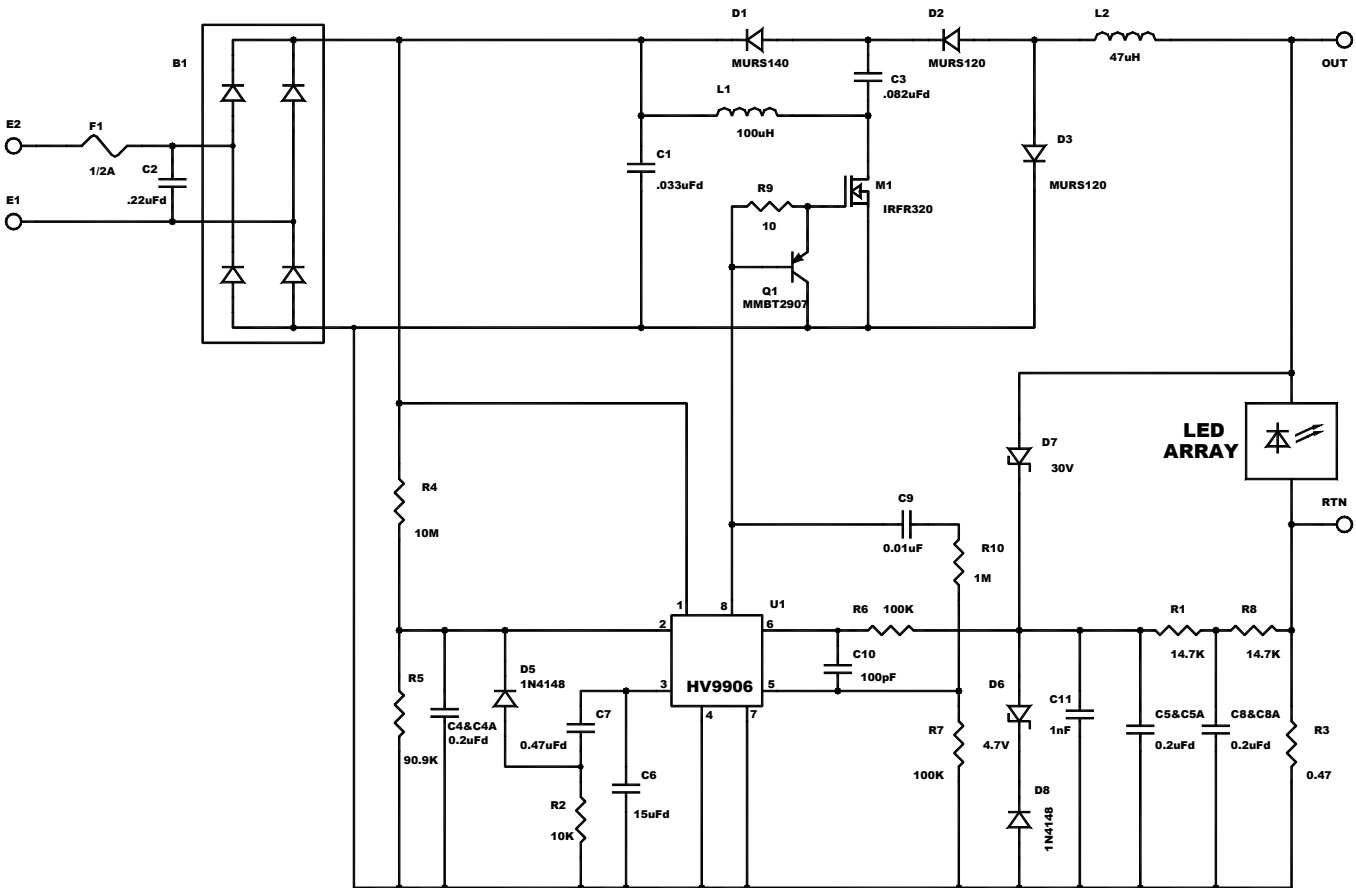 D1
D2
L2
B1
MURS140
MURS120
47uH
OUT
C3
.082uFd
L1
100uH
E2
F1
1/2A
C2
.22uFd
C1
.033uFd
D3
MURS120
E1
R9
10
M1
IRFR320
Q1
MMBT2907
LED
ARRAY
D7
30V
R4
10M
C9
0.01uF
R10
1M
RTN
1
8
U1
2
6
R6
100K
R1
14.7K
R8
14.7K
C10
100pF
D5
1N4148
R5
90.9K
C4&C4A
0.2uFd
3
HV9906
5
4
7
C7
0.47uFd
C6
15uFd
R2
10K
R7
100K
D6
4.7V
C11
1nF
C5&C5A
0.2uFd
C8&C8A
0.2uFd
R3
0.47
D8
1N4148